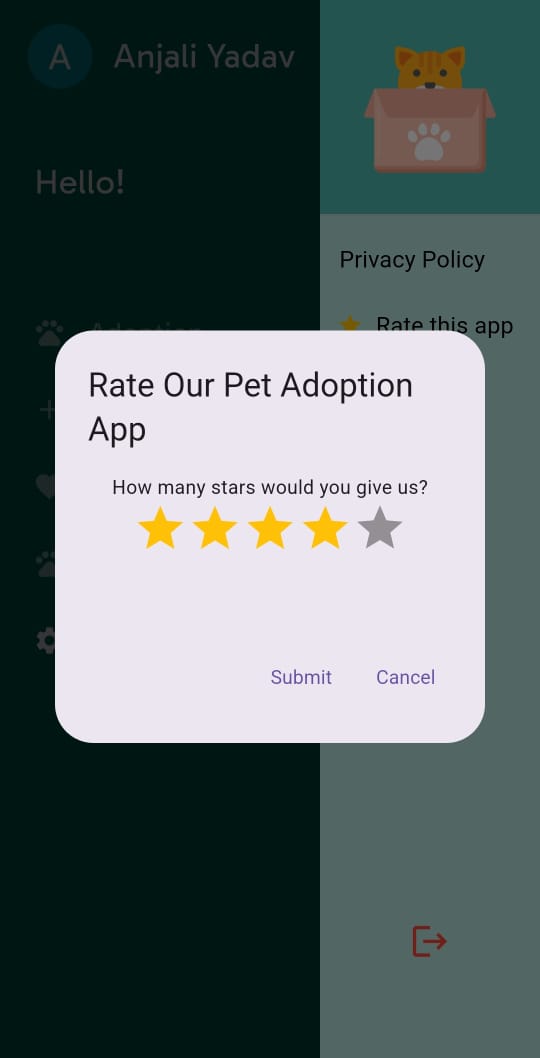 A
Anjali Yadav
Hello!
Adoption
Privacy Policy
Rate this app
Rate Our Pet Adoption
App
How many stars would you give us?
Submit
Cancel